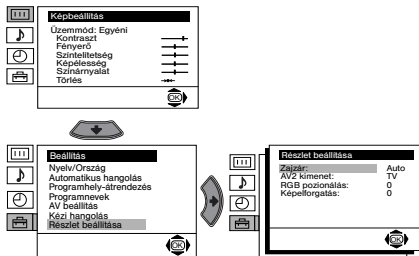 Képbeállítás
Üzemmód: Egyéni
Kontraszt
Fényerő
Színtelítetség
Képélesség
Színárnyalat
Törlés
OK
Beállítás
Nyelv/Ország
Automatikus hangolás
Programhely-átrendezés
Programnevek
AV beállítás
Kézi hangolás
Részlet beállítása
OK
Részlet beállítása
Zajzár: Auto
AV2 kimenet: TV
RGB pozionálás: 0
Képelforgatás: 0
OK